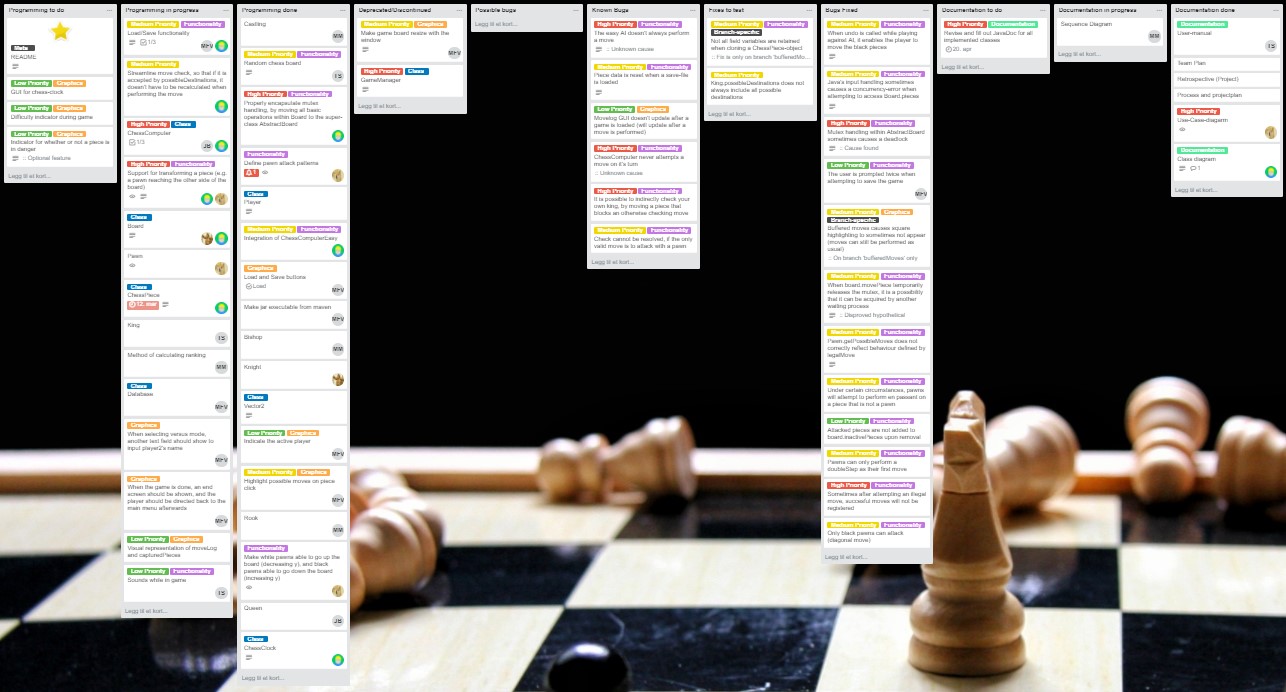 Programming to do
Meta
README
Low Priority Graphics
GUI for chess-clock
Low Priority Graphics
Difficulty indicator during game
Low Priority Graphics
Indicator for whether or not a piece is
in danger
Optional feature
Legg til et kort...
Programming in progress
Medium Priority Functionality
Load/Save functionality
1/3
MFV
Medium Priority
Streamline move check, so that if it is
accepted by possibleDestinations, it
doesn't have to be recalculated when
performing the move
High Priority Class
ChessComputer
1/3
JB
High Priority Functionality
Support for transforming a piece (e.g.
a pawn reaching the other side of the
board)
Class
Board
Pawn
Class
ChessPiece
King
TS
Method of calculating ranking
MM
Class
Database
MFV
Graphics
When selecting versus mode,
another text field should show to
input player2's name
MFV
Graphics
When the game is done, an end
screen should be shown, and the
player should be directed back to the
main menu afterwards
MFV
Low Priority Graphics
Visual representation of moveLog
and capturedPieces
Low Priority Functionality
Sounds while in game
TS
Legg til et kort...
Programming done
Castling
MM
Medium Priority Functionality
Random chess board
TS
High Priority Functionality
Properly encapsulate mutex
handling, by moving all basic
operations within Board to the super-
class AbstractBoard
Functionality
Define pawn attack patterns
Class
Player
Medium Priority Functionality
Integration of ChessComputerEasy
Graphics
Load and Save buttons
Load
MFV
Make jar executable from maven
MFV
Bishop
MM
Knight
Class
Vector2
Low Priority Graphics
Indicate the active player
MFV
Medium Priority Graphics
Highlight possible moves on piece
click
MFV
Rook
MM
Functionality
Make white pawns able to go up the
board (decreasing y), and black
pawns able to go down the board
(increasing y)
Queen
JB
Class
ChessClock
Legg til et kort...
Deprecated/Discontinued
Medium Priority Graphics
Make game board resize with the
window
MFV
High Priority Class
GameManager
Legg til et kort...
Possible bugs
Legg til et kort...
Known Bugs
High Priority Functionality
The easy AI doesn't always perform
a move
Unknown cause
Medium Priority Functionality
Piece data is reset when a save-file
is loaded
Low Priority Graphics
Movelog GUI doesn't update after a
game is loaded (will update after a
move is performed)
High Priority Functionality
ChessComputer never attempts a
move on it's turn
Unknown cause
High Priority Functionality
It is possible to indirectly check your
own king, by moving a piece that
blocks an otherwise checking move
Medium Priority Functionality
Check cannot be resolved, if the only
valid move is to attack with a pawn
Legg til et kort...
Fixes to test
Medium Priority Functionality
Branch-specific
Not all field variables are retained
when cloning a ChessPiece-object
Fix is only on branch 'bufferedMo...
Medium Priority Functionality
King.possibleDestinations does not
always include all possible
destinations
Legg til et kort...
Bugs Fixed
Medium Priority Functionality
When undo is called while playing
against AI, it enables the player to
move the black pieces
Medium Priority Functionality
Java's input handling sometimes
causes a concurrency-error when
attempting to access Board pieces
High Priority Functionality
Mutex handling within AbstractBoard
sometimes causes a deadlock
Cause found
Low Priority Functionality
The user is prompted twice when
attempting to save the game
MFV
Medium Priority Graphics
Branch-specific
Buffered moves causes square
highlighting to sometimes not appear
(moves can still be performed as
usual)
On branch 'bufferedMoves' only
Medium Priority Functionality
When board.movePiece temporarily
releases the mutex, it is a possibility
that it can be acquired by another
waiting process
Disproved hypothetical
Medium Priority Functionality
Pawn.getPossibleMoves does not
correctly reflect behaviour defined by
legalMove
Medium Priority Functionality
Under certain circumstances, pawns
will attempt to perform en passant on
a piece that is not a pawn
Low Priority Functionality
Attacked pieces are not added to
board.inactivePieces upon removal
Medium Priority Functionality
Pawns can only perform a
doubleStep as their first move
High Priority Functionality
Sometimes after attempting an illegal
move, succesful moves will not be
registered
Medium Priority Functionality
Only black pawns can attack
(diagonal move)
Legg til et kort...
Documentation to do
High Priority Documentation
Revise and fill out JavaDoc for all
implemented classes
20. apr
Legg til et kort...
Documentation in progress
Sequence Diagram
MM
Legg til et kort...
Documentation done
Documentation
User-manual
TS
Team Plan
Retrospective (Project)
Process and projectplan
High Priority
Use-Case-diagarm
Documentation
Class diagram
1
Legg til et kort...